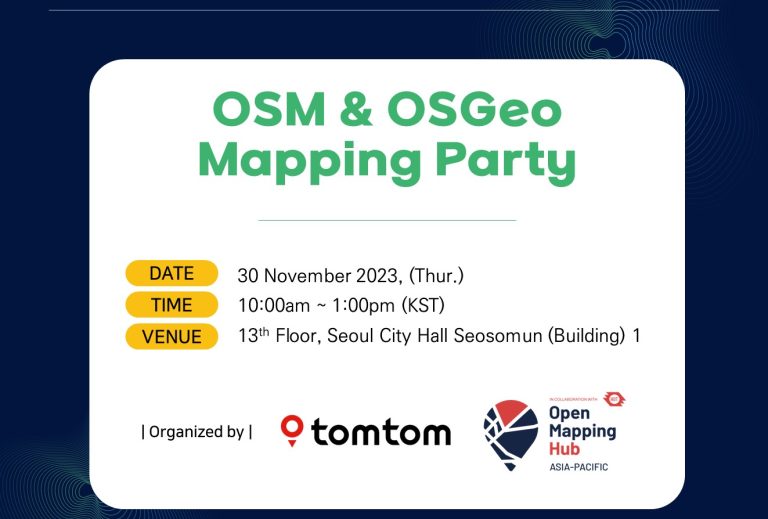 OSM & OSGeo
Mapping Party
DATE
30 November 2023, (Thur.)
TIME
10:00am ~ 1:00pm (KST)
VENUE
13th Floor, Seoul City Hall Seosomun (Building) 1
| Organized by |
tomtom
IN COLLABORATION WITH
Open
Mapping
Hub
ASIA-PACIFIC